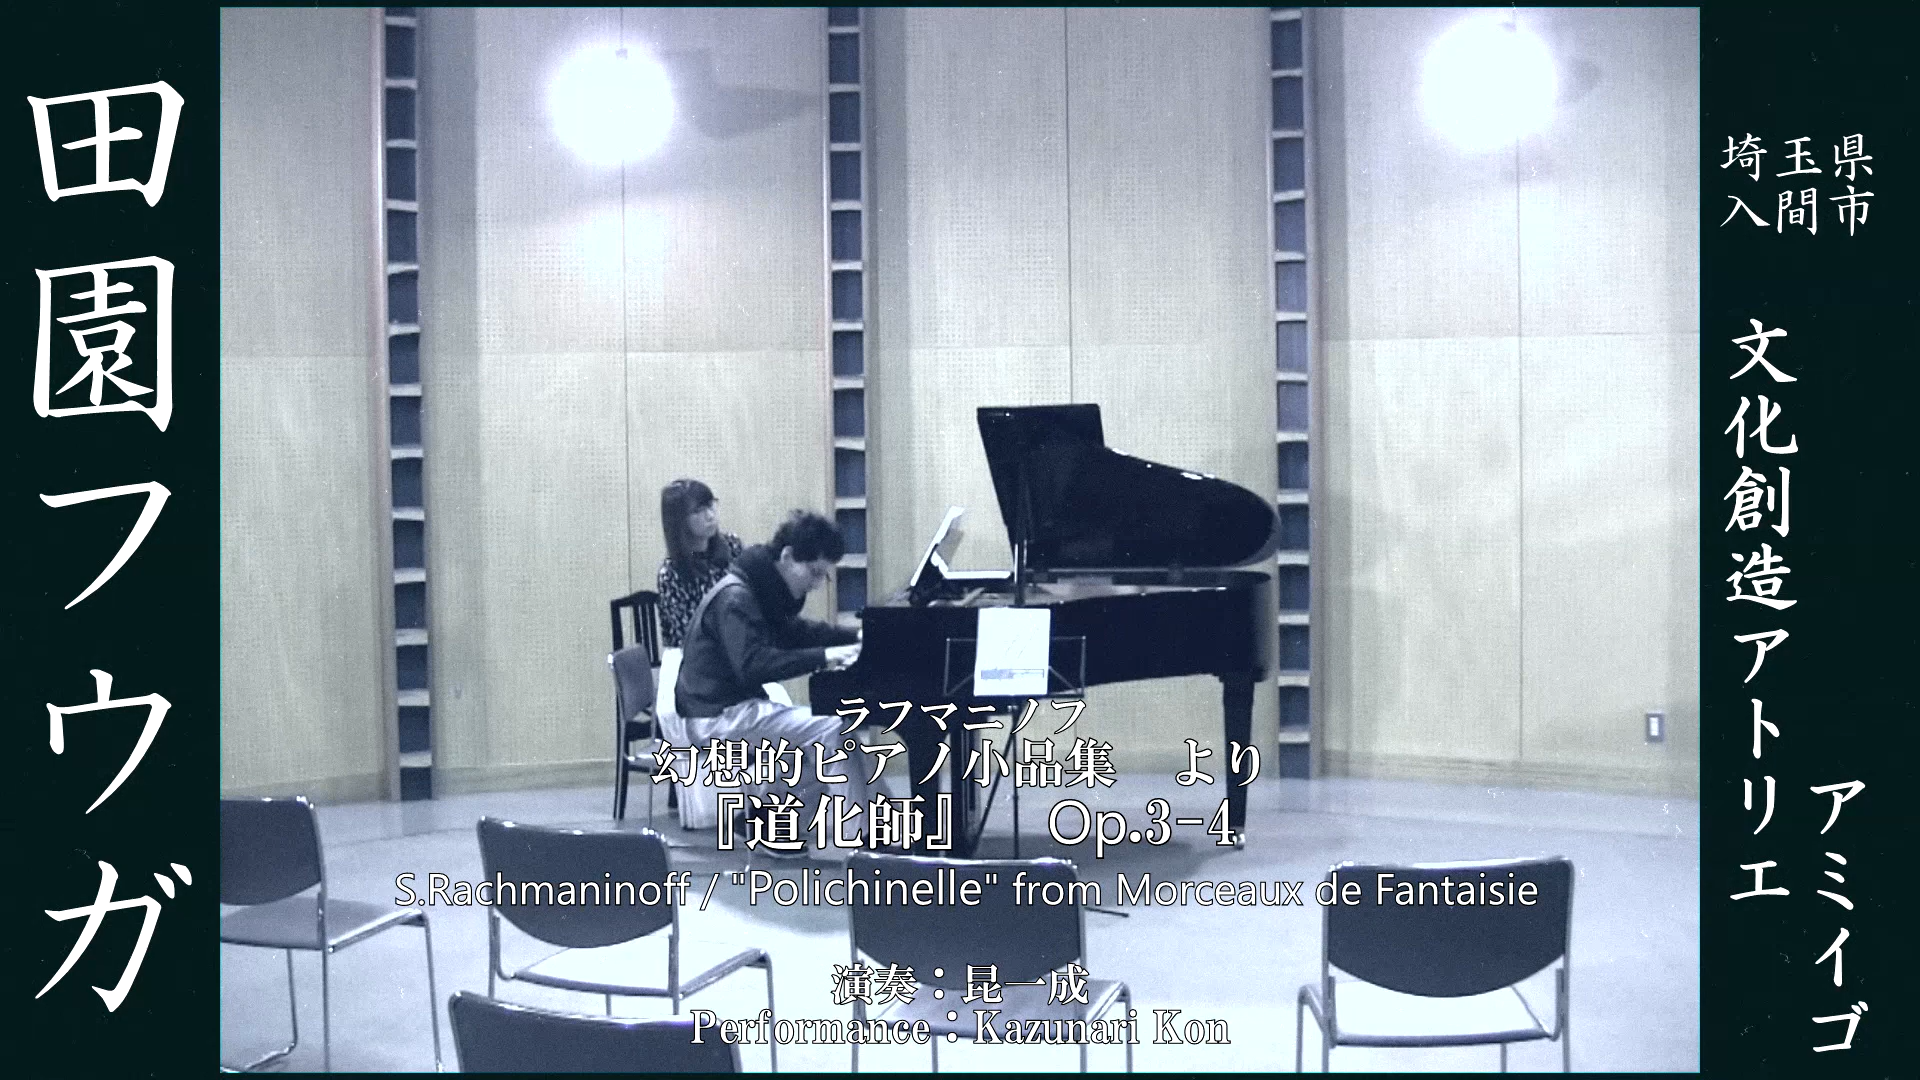 田園フウガ
ラフマニノフ
幻想的ピアノ小品集　より
『道化師』　Op.3-4
S.Rachmaninoff / "Polichinelle" from Morceaux de Fantaisie
演奏：昆一成
Performance：Kazunari Kon
埼玉県
入間市
文化創造アトリエ
アミイゴ